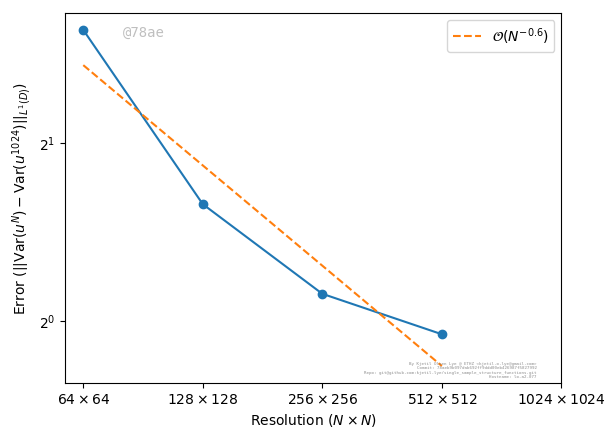 @78ae
𝒪(N^{-0.6})
Error (||Var(u^N) − Var(u^{1024})||_{L^1(D)})
2^1
2^0
64 × 64
128 × 128
256 × 256
512 × 512
1024 × 1024
Resolution (N × N)